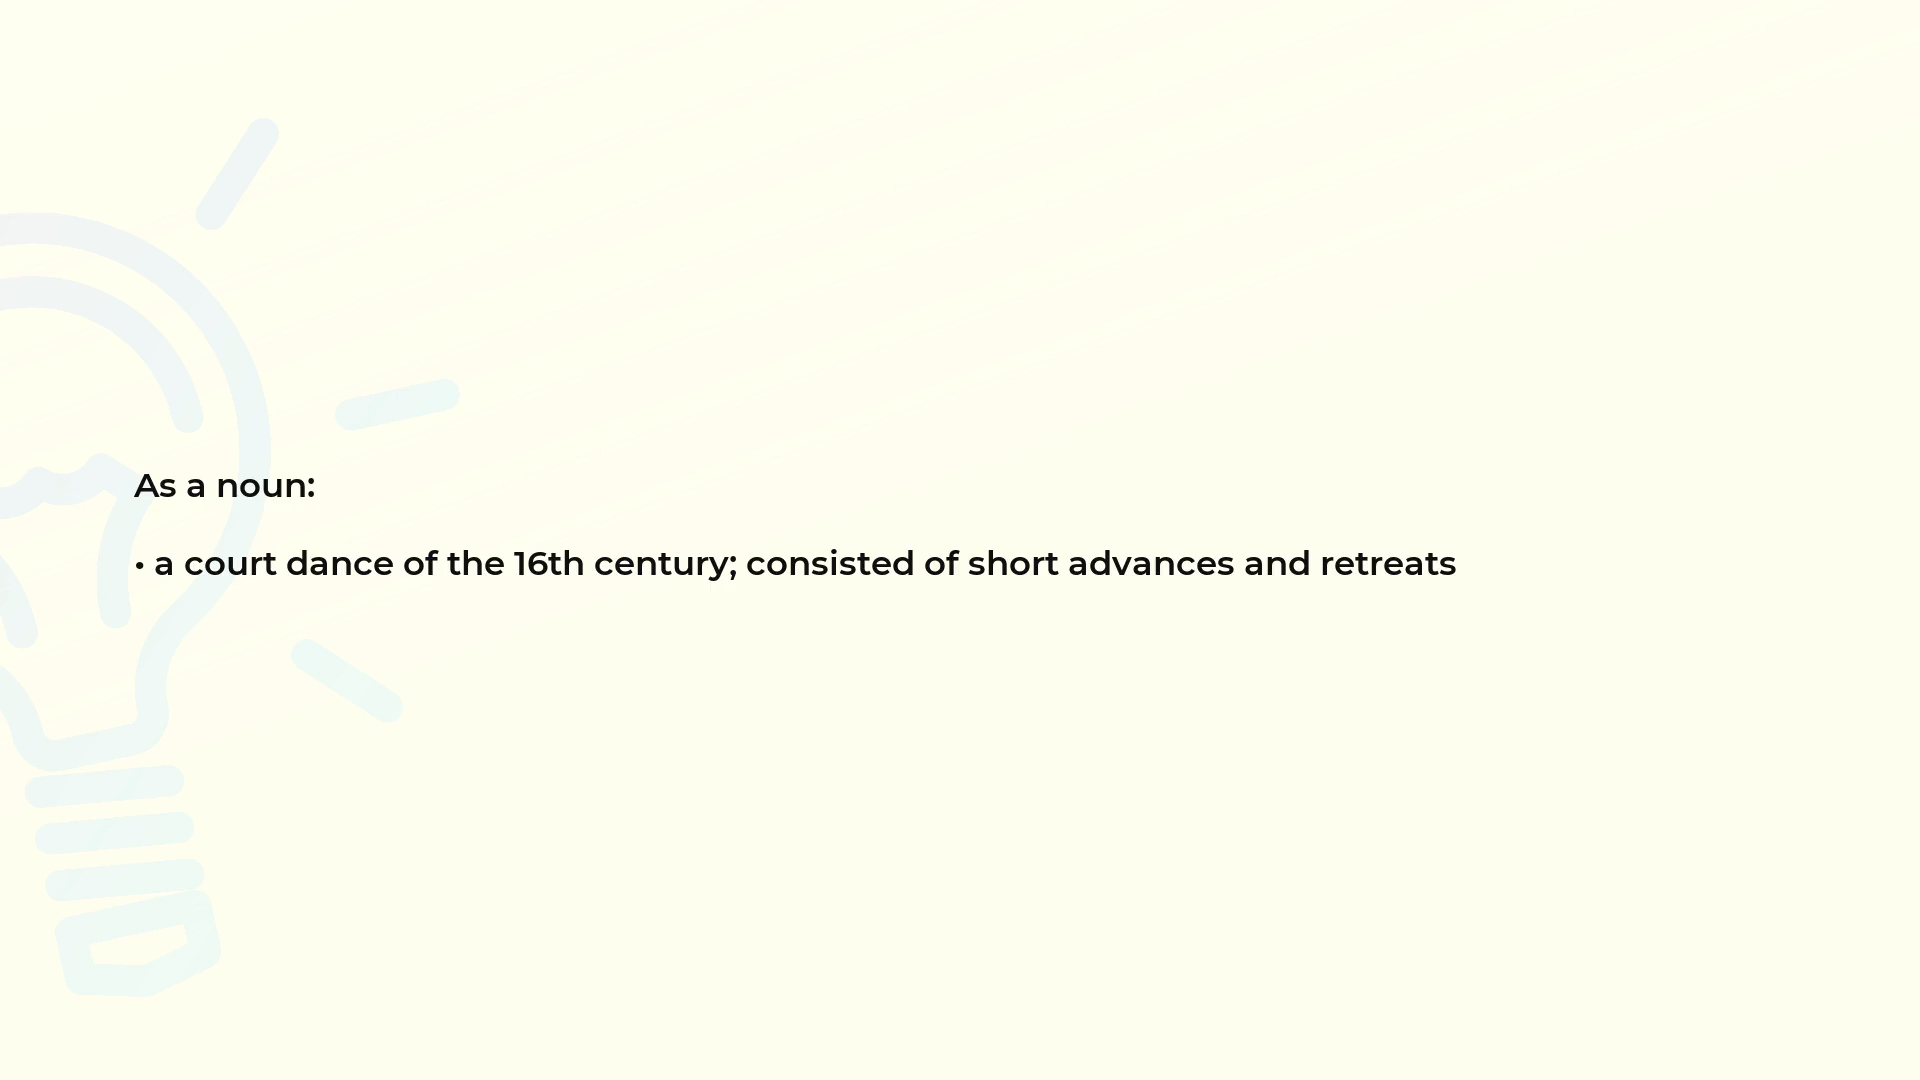 As a noun:
• a court dance of the 16th century; consisted of short advances and retreats